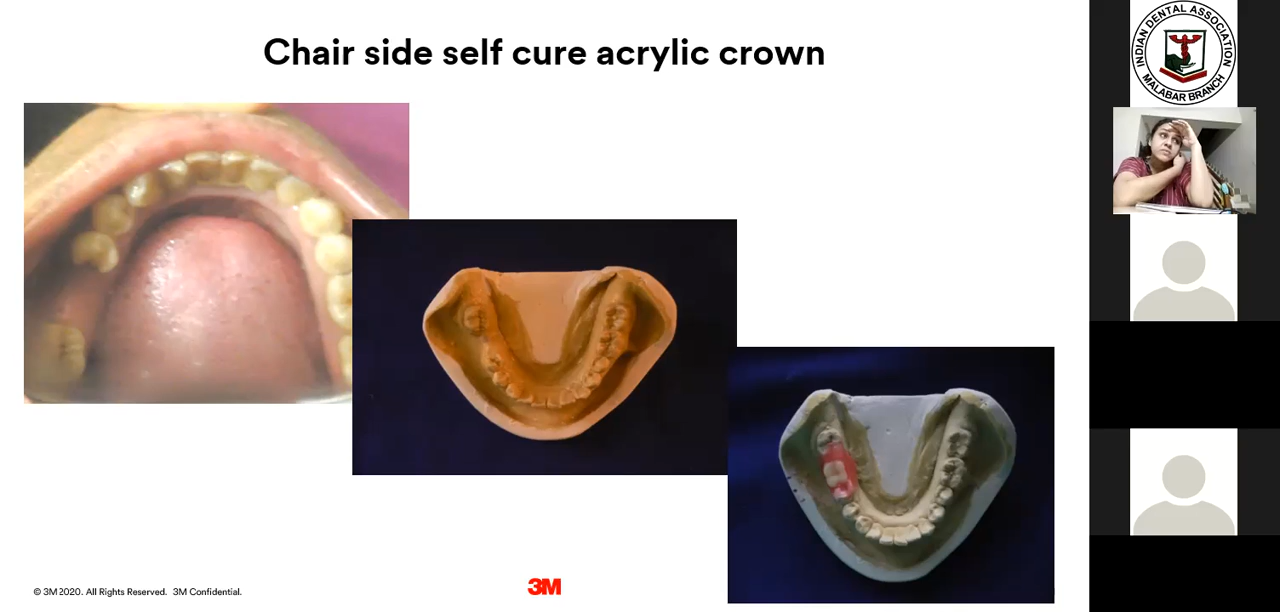 Chair side self cure acrylic crown
INDIAN DENTAL ASSOCIATION
MALABAR BRANCH
© 3M 2020. All Rights Reserved. 3M Confidential.
3M